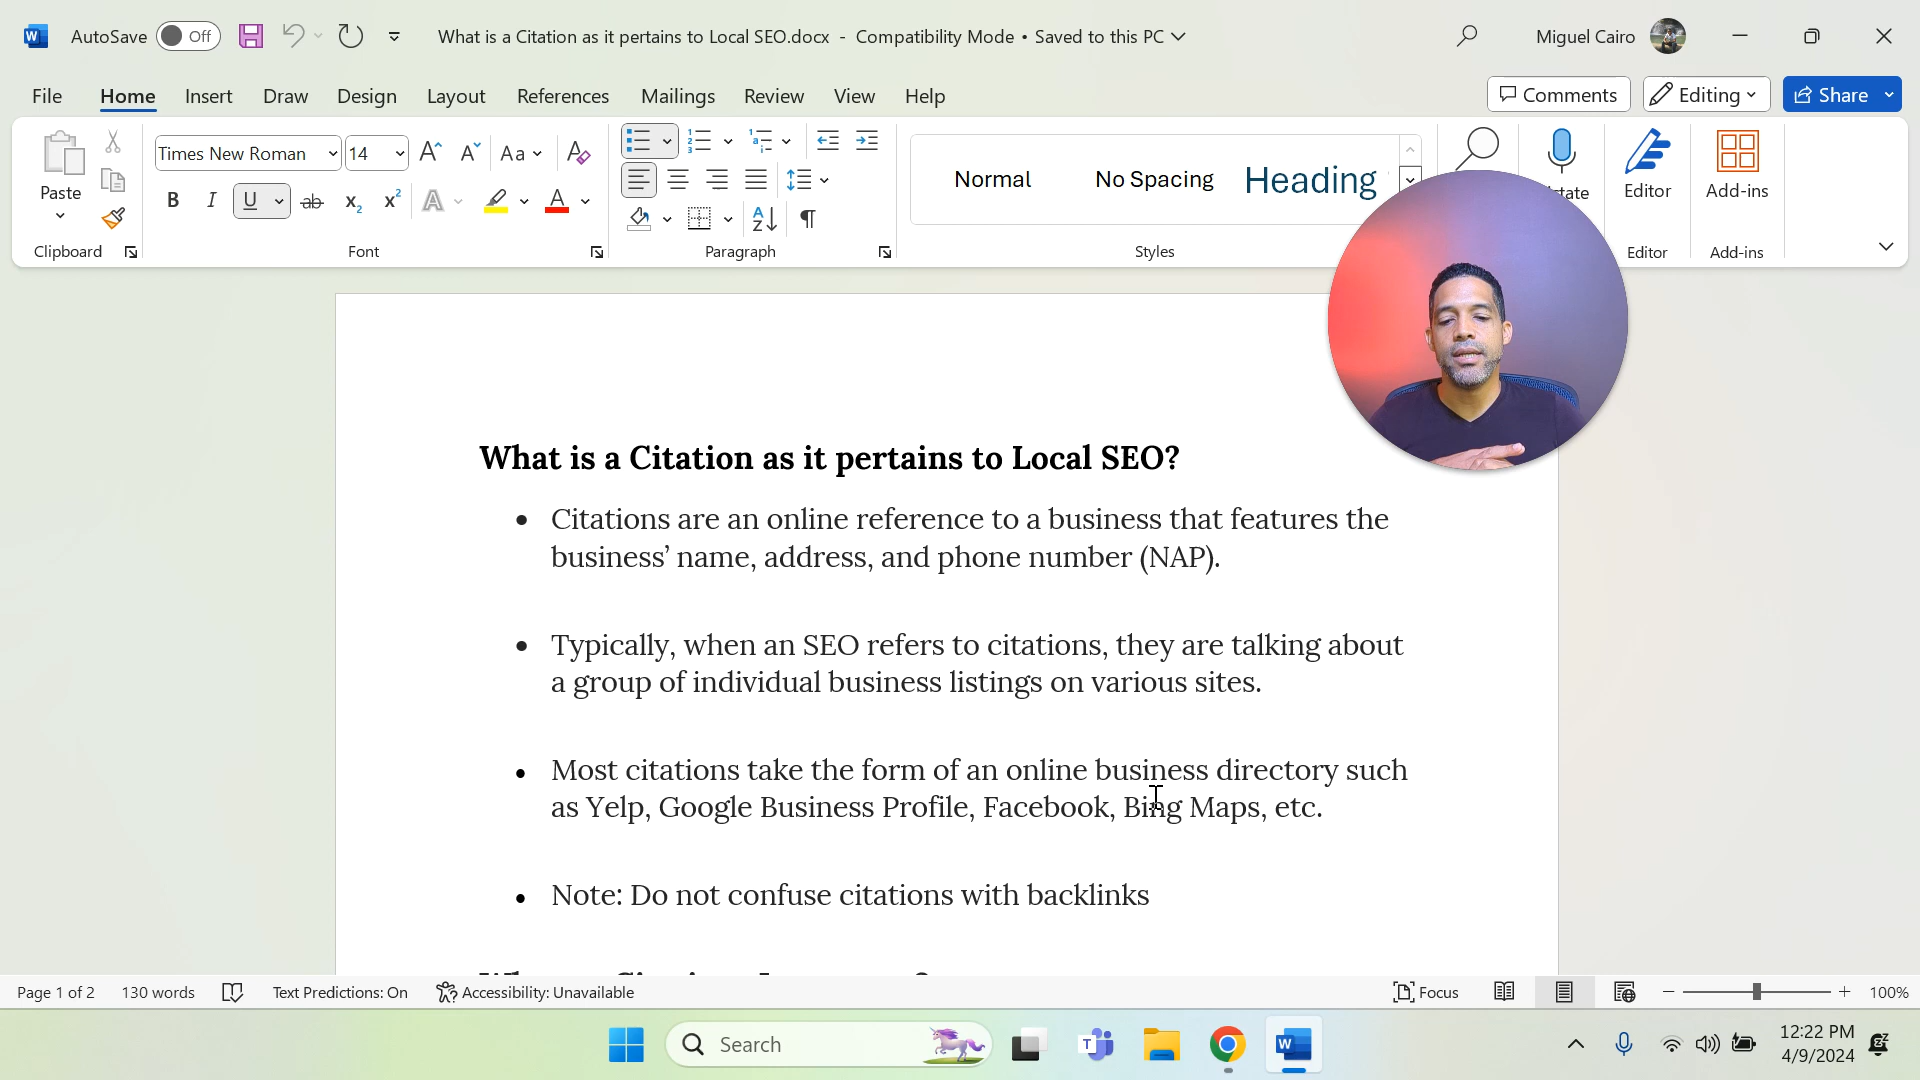 AutoSave Off What is a Citation as it pertains to Local SEO.docx - Compatibility Mode • Saved to this PC Miguel Cairo
File Home Insert Draw Design Layout References Mailings Review View Help Comments Editing Share
Times New Roman 14 Aa
Paste Normal No Spacing Heading Editor Add-ins
B I U ab x₂ x² A A
Clipboard Font Paragraph Styles Editor Add-ins
What is a Citation as it pertains to Local SEO?
• Citations are an online reference to a business that features the
business’ name, address, and phone number (NAP).
• Typically, when an SEO refers to citations, they are talking about
a group of individual business listings on various sites.
• Most citations take the form of an online business directory such
as Yelp, Google Business Profile, Facebook, Bing Maps, etc.
• Note: Do not confuse citations with backlinks
Page 1 of 2 130 words Text Predictions: On Accessibility: Unavailable Focus 100%
Search 12:22 PM
4/9/2024